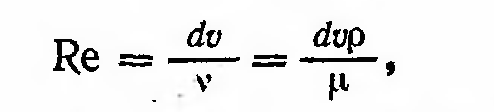 Re = dv/ν = dvρ/μ,